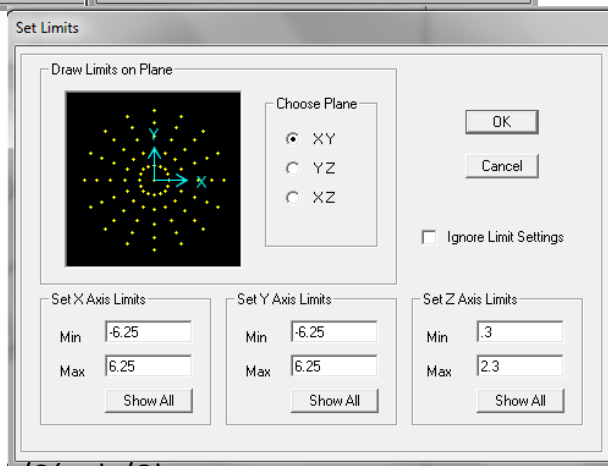 Set Limits
Draw Limits on Plane
Y
X
Choose Plane
XY
YZ
XZ
OK
Cancel
Ignore Limit Settings
Set X Axis Limits
Min -6.25
Max 6.25
Show All
Set Y Axis Limits
Min -6.25
Max 6.25
Show All
Set Z Axis Limits
Min .3
Max 2.3
Show All